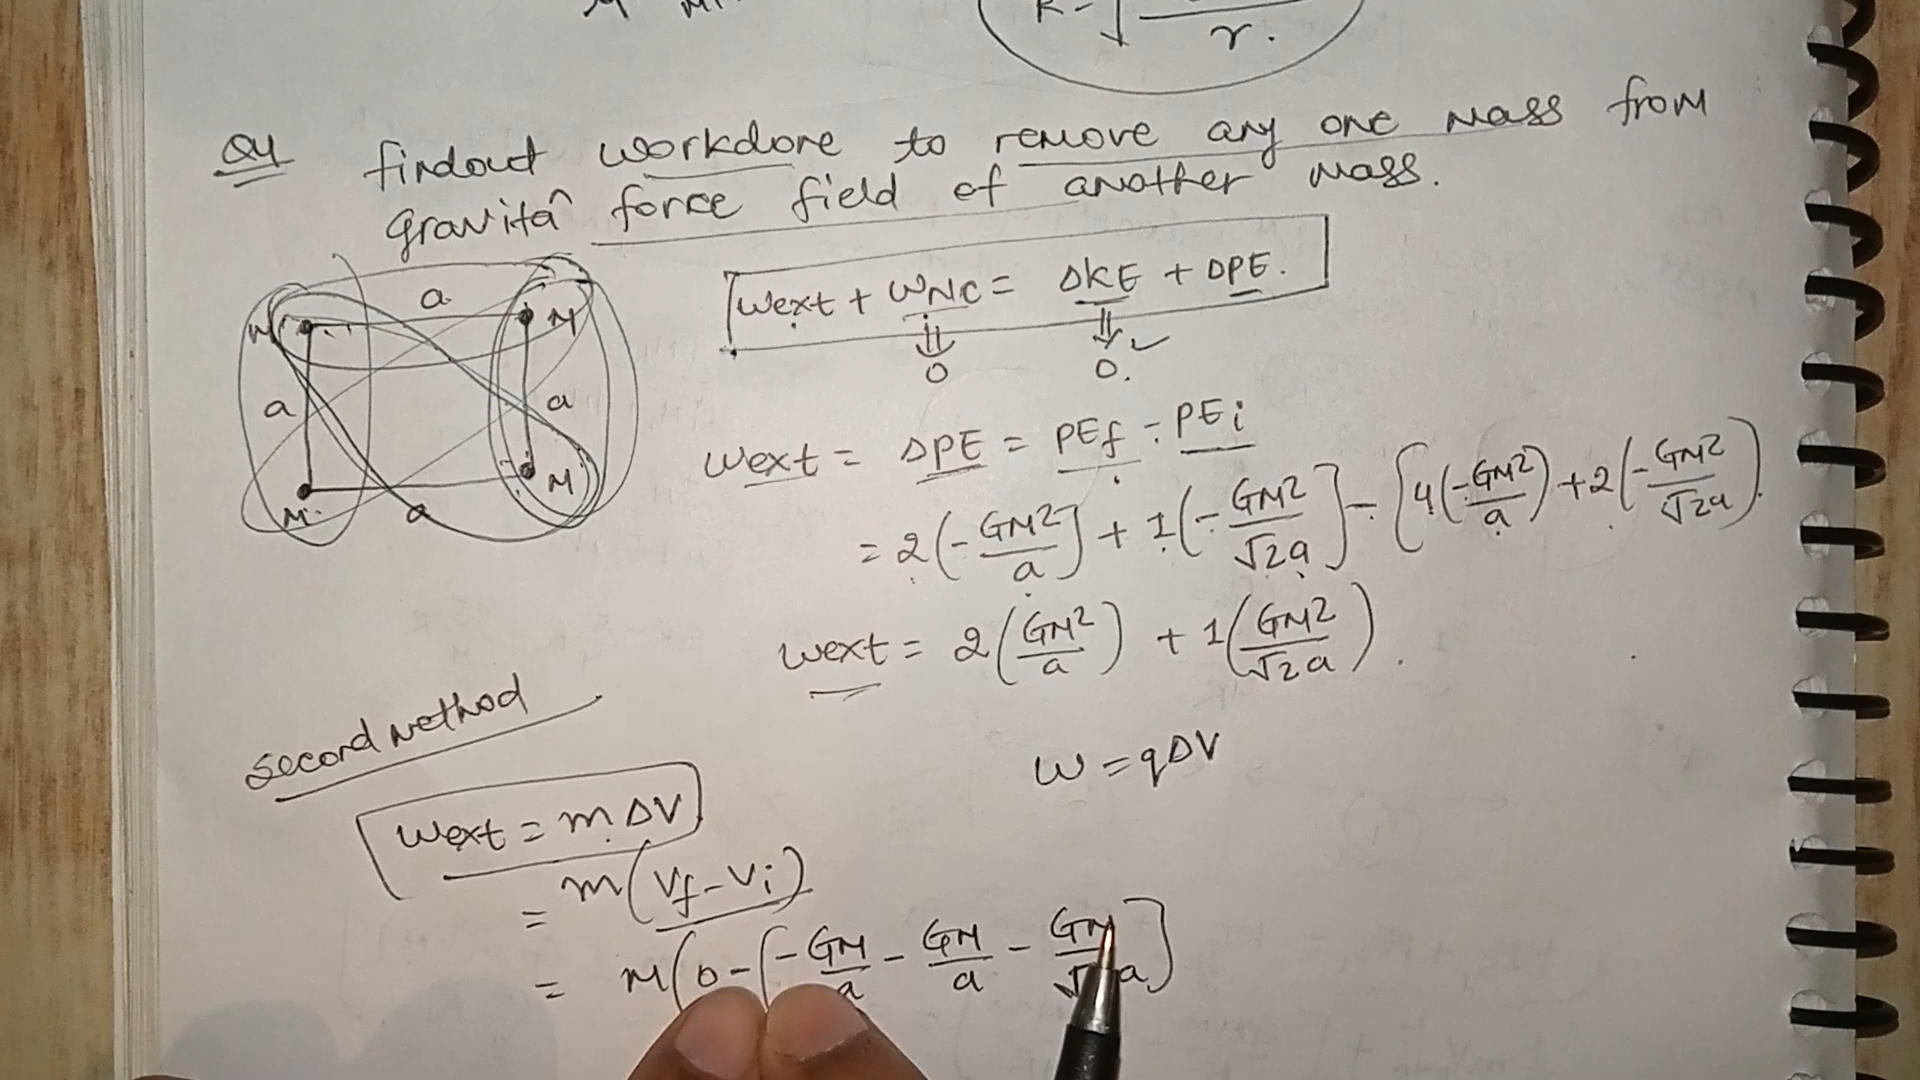 r.
Q4 findout workdone to remove any one mass from
gravitaⁿ force field of another mass.
a
M M
a a
M M
a
Wext + WNC = ΔKE + ΔPE.
0 0.
Wext = ΔPE = PEf - PEi
= 2(-GM²/a] + 1(-GM²/√2a] - [4(-GM²/a) + 2(-GM²/√2a).
Wext = 2(GM²/a) + 1(GM²/√2a).
Second Method
W = qΔV
Wext = mΔV
= m(Vf - Vi)
= M(0 - (-GM/a - GM/a - GM/√ a]